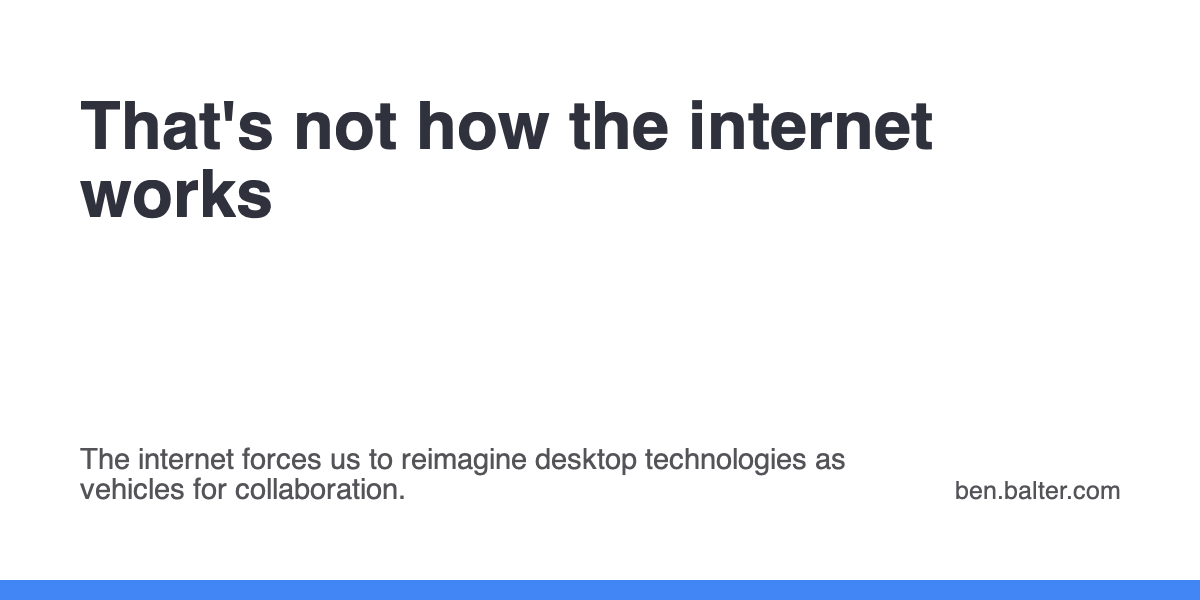 That's not how the internet
works
The internet forces us to reimagine desktop technologies as
vehicles for collaboration.
ben.balter.com